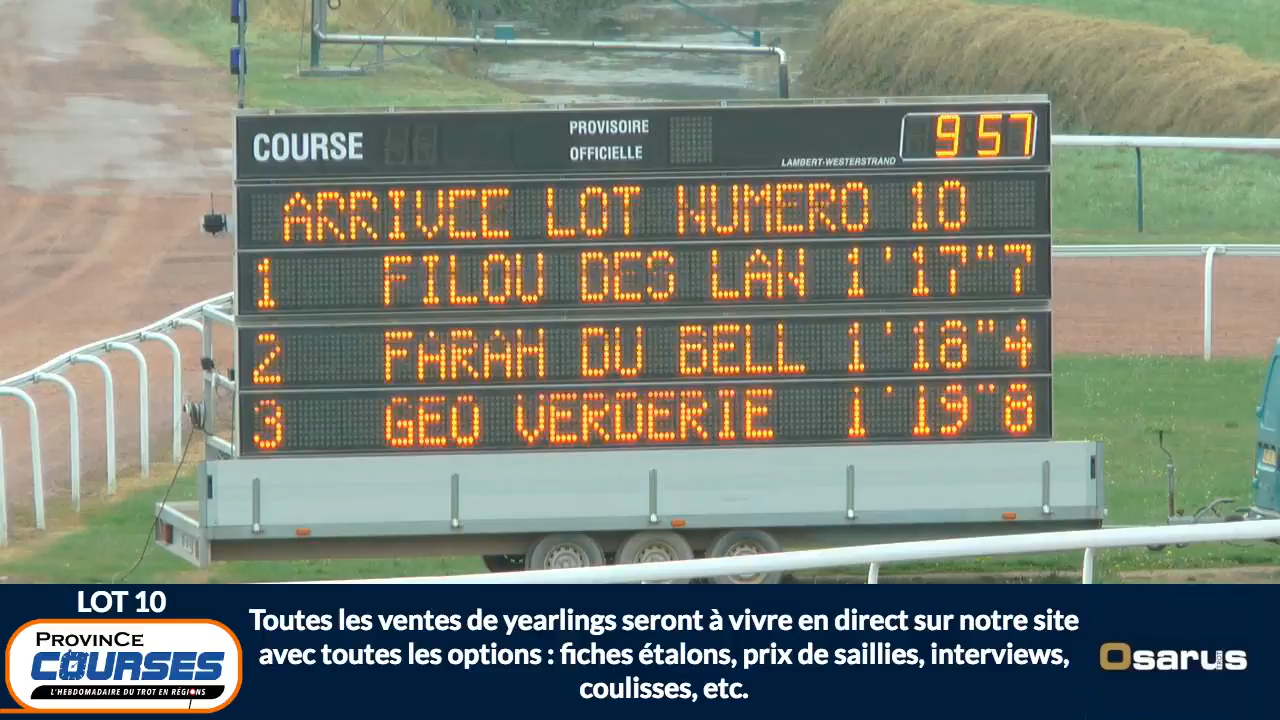 COURSE
PROVISOIRE
OFFICIELLE
LAMBERT-WESTERSTRAND
9 57
ARRIVEE LOT NUMERO 10
1 FILOU DES LAN 1'17"7
2 FARAH DU BELL 1'18"4
3 GEO VERDERIE 1'19"8
LOT 10
PROVINCE
COURSES
L'HEBDOMADAIRE DU TROT EN RÉGIONS
Toutes les ventes de yearlings seront à vivre en direct sur notre site
avec toutes les options : fiches étalons, prix de saillies, interviews,
coulisses, etc.
Osarus